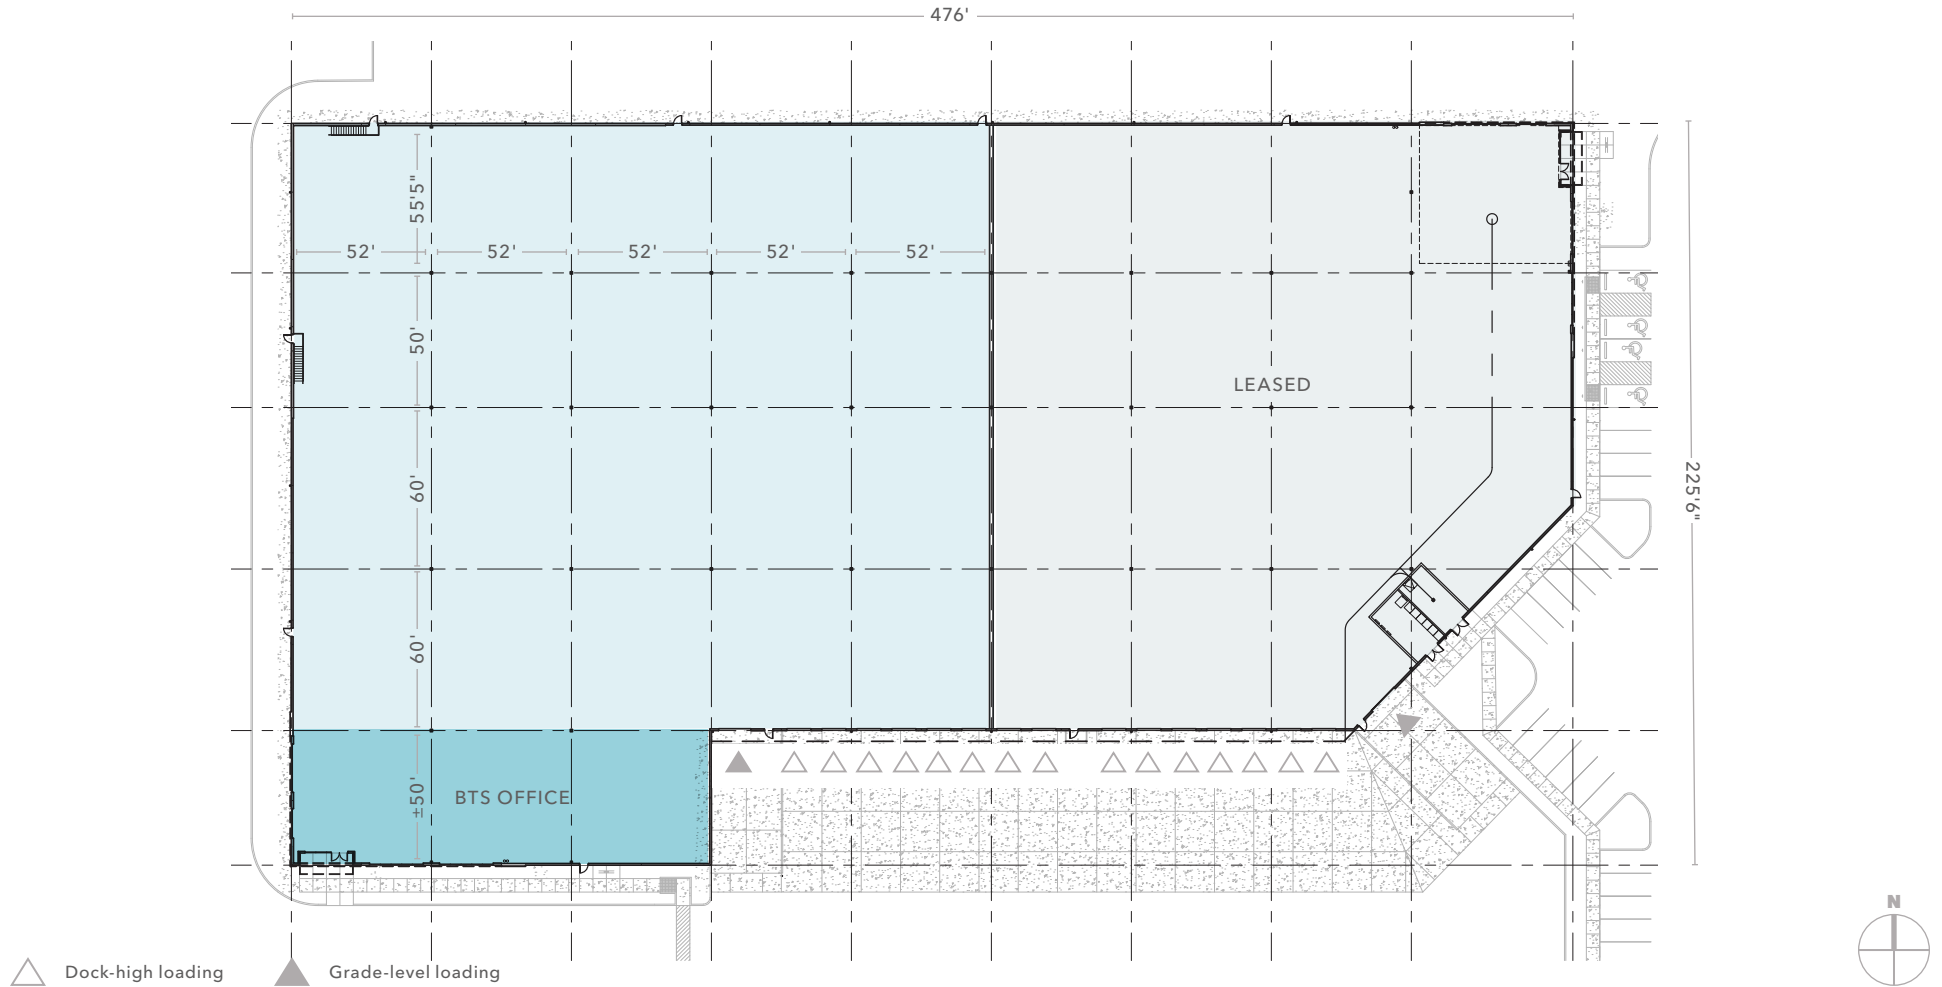 476'
55'5"
52' 52' 52' 52' 52'
50'
LEASED
60'
225'6"
60'
±50'
BTS OFFICE
N
Dock-high loading
Grade-level loading